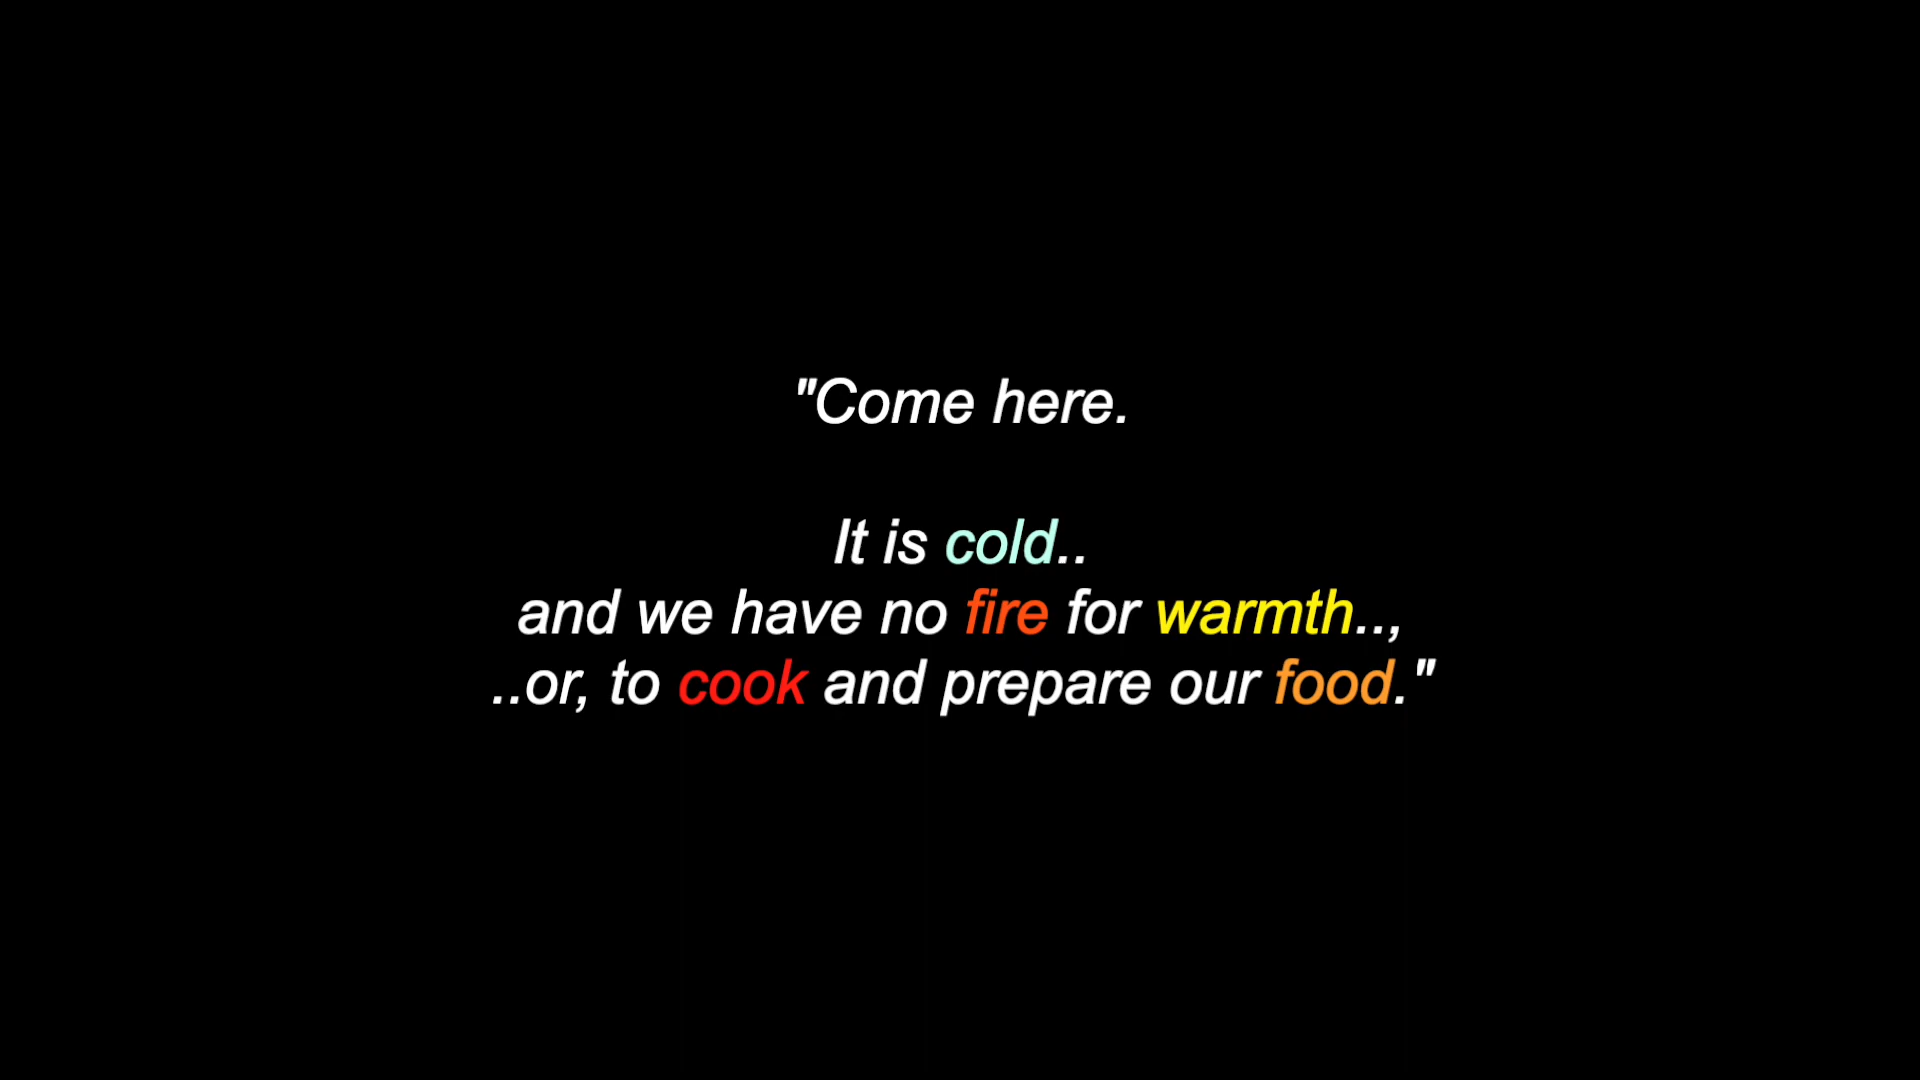 "Come here.
It is cold..
and we have no fire for warmth..,
..or, to cook and prepare our food."